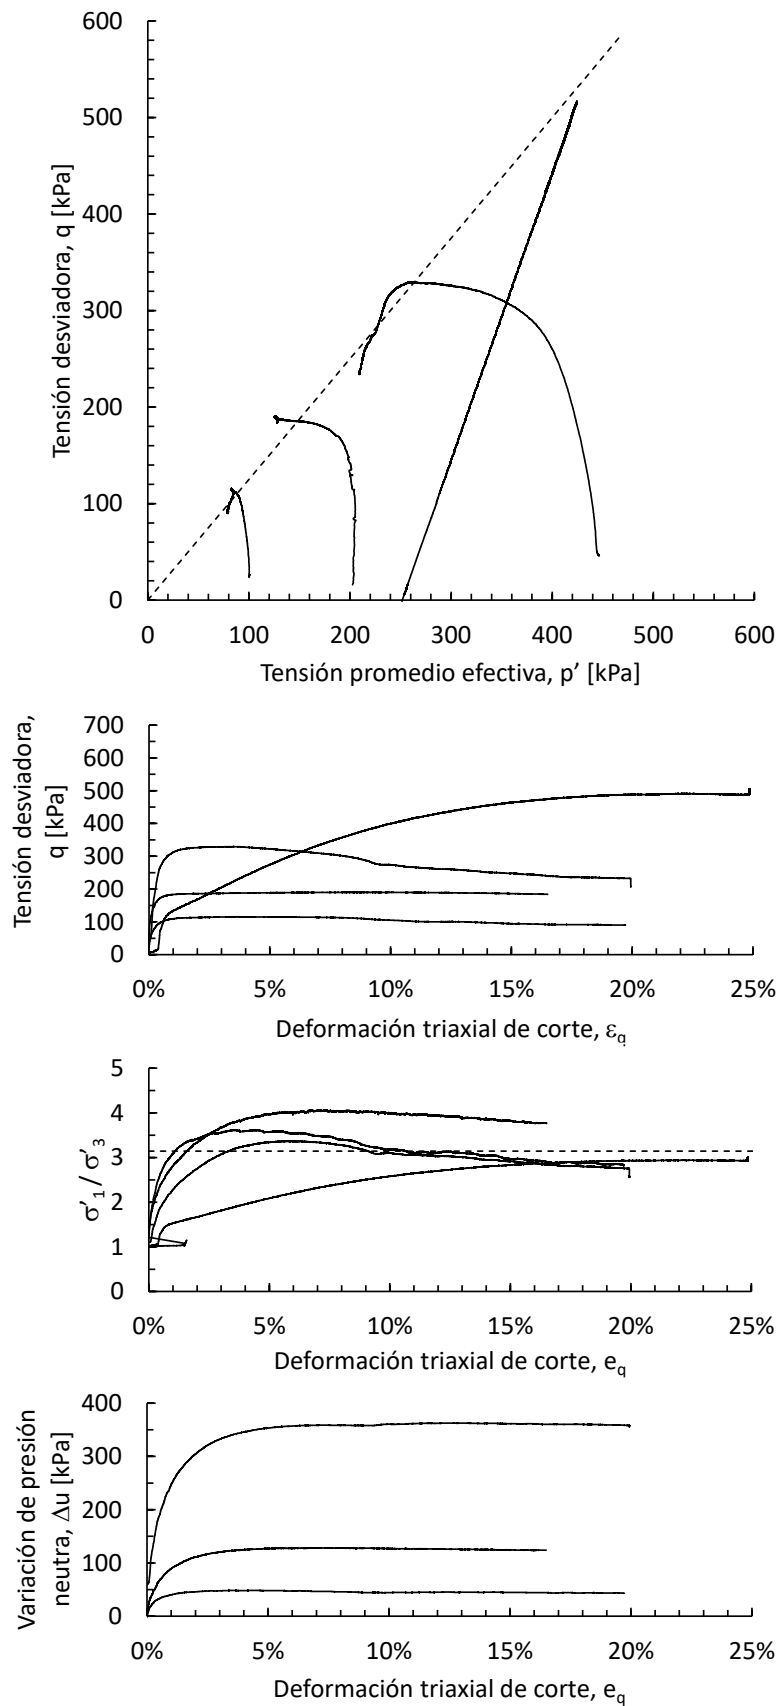 600
500
400
300
200
100
0
Tensión desviadora, q [kPa]
0 100 200 300 400 500 600
Tensión promedio efectiva, p’ [kPa]
700
600
500
400
300
200
100
0
Tensión desviadora,
q [kPa]
0% 5% 10% 15% 20% 25%
Deformación triaxial de corte, εq
5
4
3
2
1
0
σ’1 / σ’3
0% 5% 10% 15% 20% 25%
Deformación triaxial de corte, eq
400
300
200
100
0
Variación de presión
neutra, Δu [kPa]
0% 5% 10% 15% 20% 25%
Deformación triaxial de corte, eq